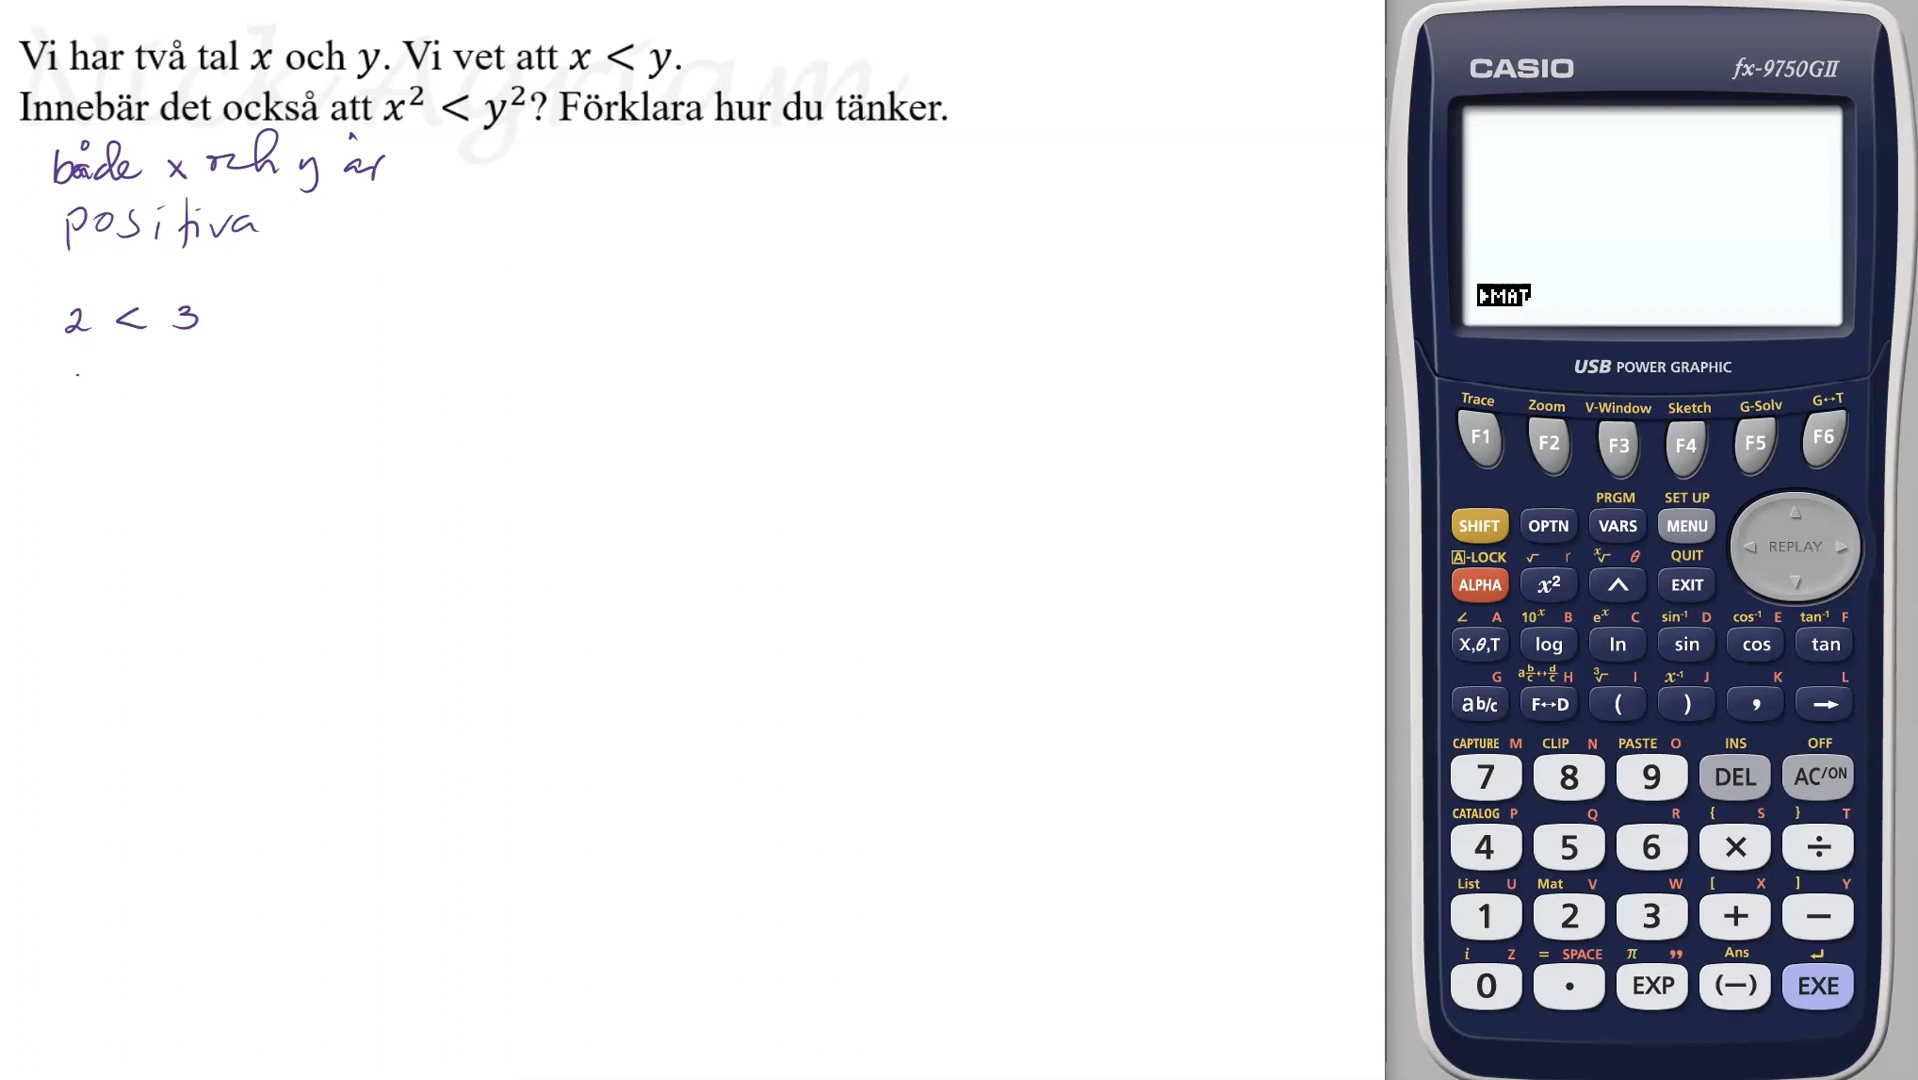 Vi har två tal x och y. Vi vet att x < y.
Innebär det också att x² < y²? Förklara hur du tänker.
både x och y är
positiva
2 < 3
CASIO fx-9750GII
▶MAT
USB POWER GRAPHIC
Trace Zoom V-Window Sketch G-Solv G↔T
F1 F2 F3 F4 F5 F6
PRGM SET UP
SHIFT OPTN VARS MENU
A-LOCK √ r ˣ√ θ QUIT
REPLAY
ALPHA x² ^ EXIT
∠ A 10ˣ B eˣ C sin⁻¹ D cos⁻¹ E tan⁻¹ F
X,θ,T log ln sin cos tan
G a b/c↔d/c H ³√ I x⁻¹ J K L
a b/c F↔D ( ) , →
CAPTURE M CLIP N PASTE O INS OFF
7 8 9 DEL AC/ON
CATALOG P Q R { S } T
4 5 6 × ÷
List U Mat V W [ X ] Y
1 2 3 + −
i Z = SPACE π " Ans ↵
0 . EXP (−) EXE